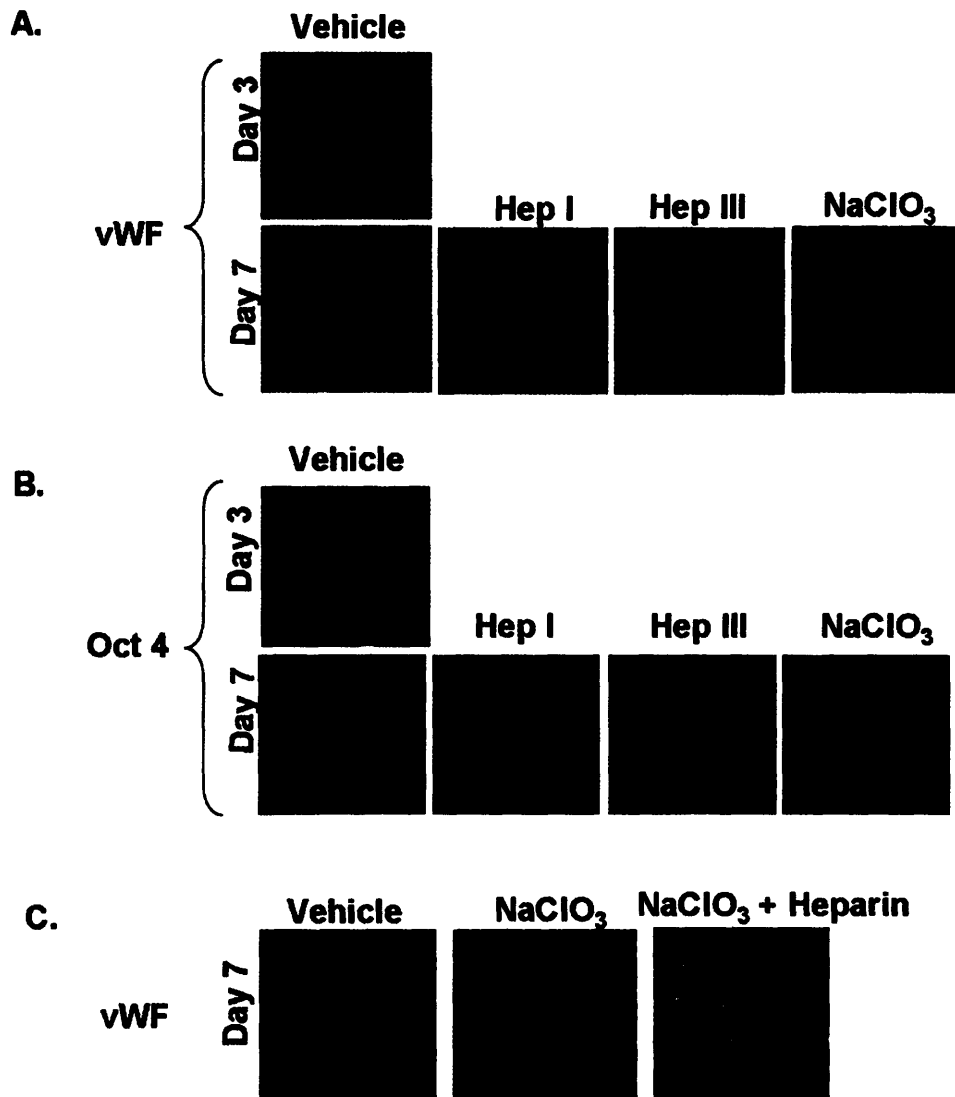 A.
Vehicle
Day 3
vWF
Hep I Hep III NaClO3
Day 7
B.
Vehicle
Day 3
Oct 4
Hep I Hep III NaClO3
Day 7
C.
Vehicle NaClO3 NaClO3 + Heparin
Day 7
vWF